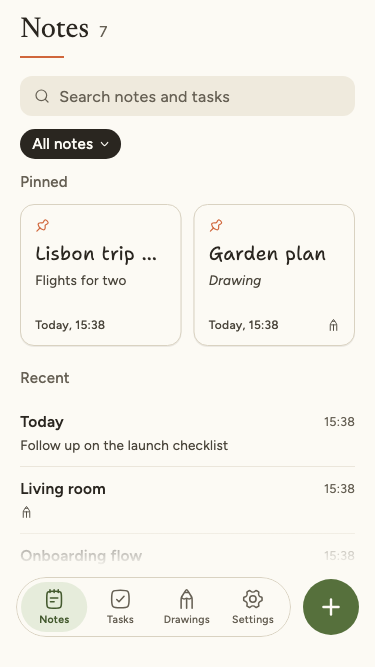 Notes 7
Search notes and tasks
All notes
Pinned
Lisbon trip ...
Flights for two
Today, 15:38
Garden plan
Drawing
Today, 15:38
Recent
Today 15:38
Follow up on the launch checklist
Living room 15:38
Onboarding flow 15:38
Notes Tasks Drawings Settings